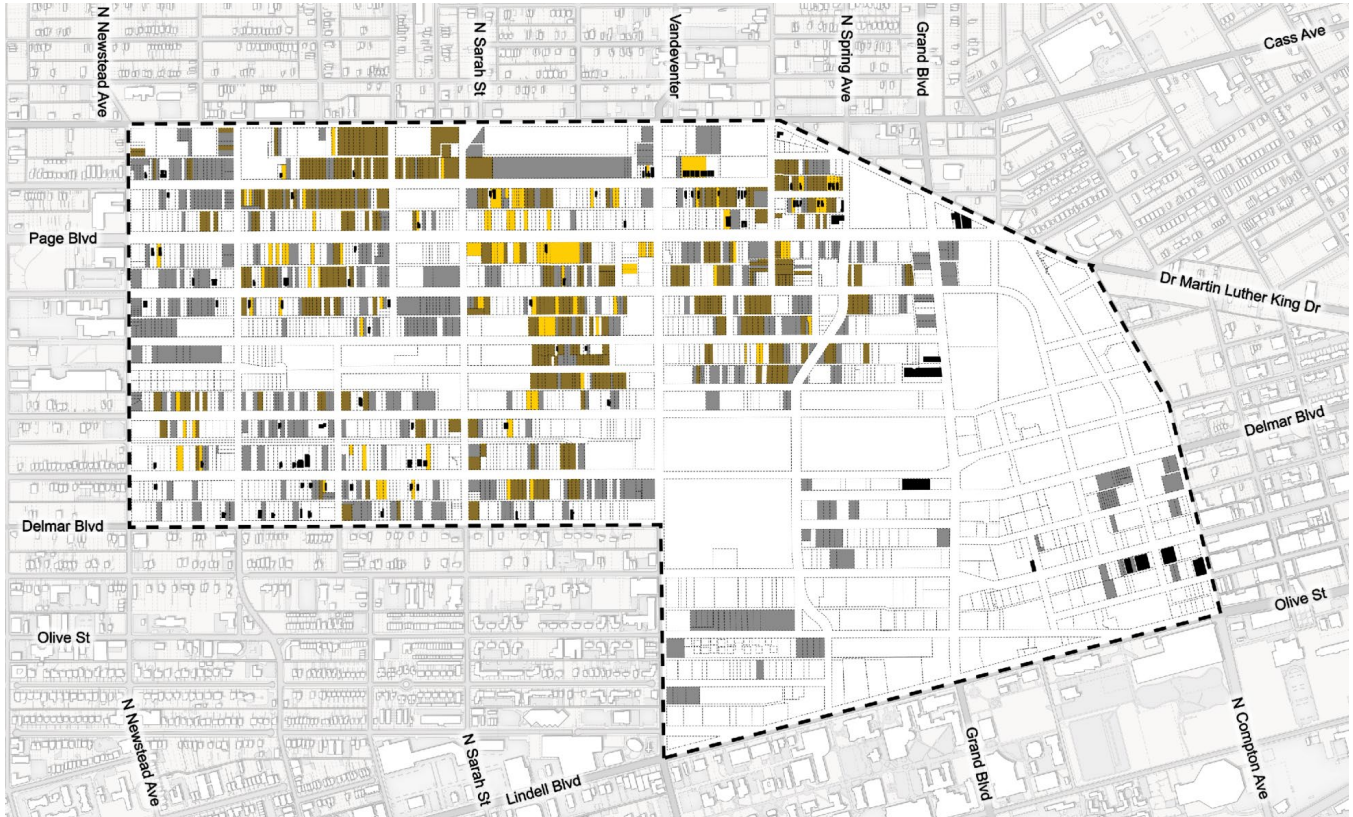 N Newstead Ave
N Sarah St
Vandeventer
N Spring Ave
Grand Blvd
Cass Ave
Page Blvd
Dr Martin Luther King Dr
Delmar Blvd
Delmar Blvd
Olive St
Olive St
N Newstead Ave
N Sarah St
Lindell Blvd
Grand Blvd
N Compton Ave